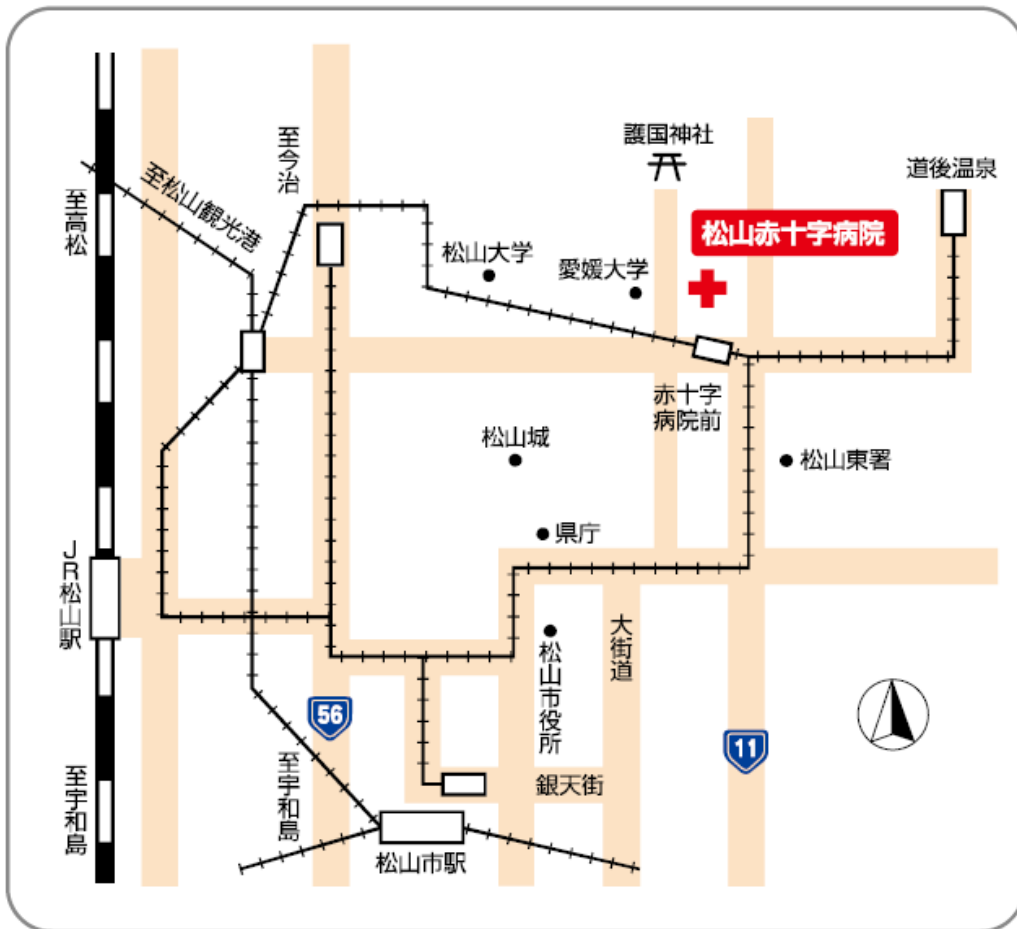 護国神社
道後温泉
至今治
至松山観光港
至高松
松山赤十字病院
松山大学
愛媛大学
赤十字
病院前
松山城
松山東署
県庁
JR松山駅
大街道
松山市役所
56
11
銀天街
至宇和島
至宇和島
松山市駅